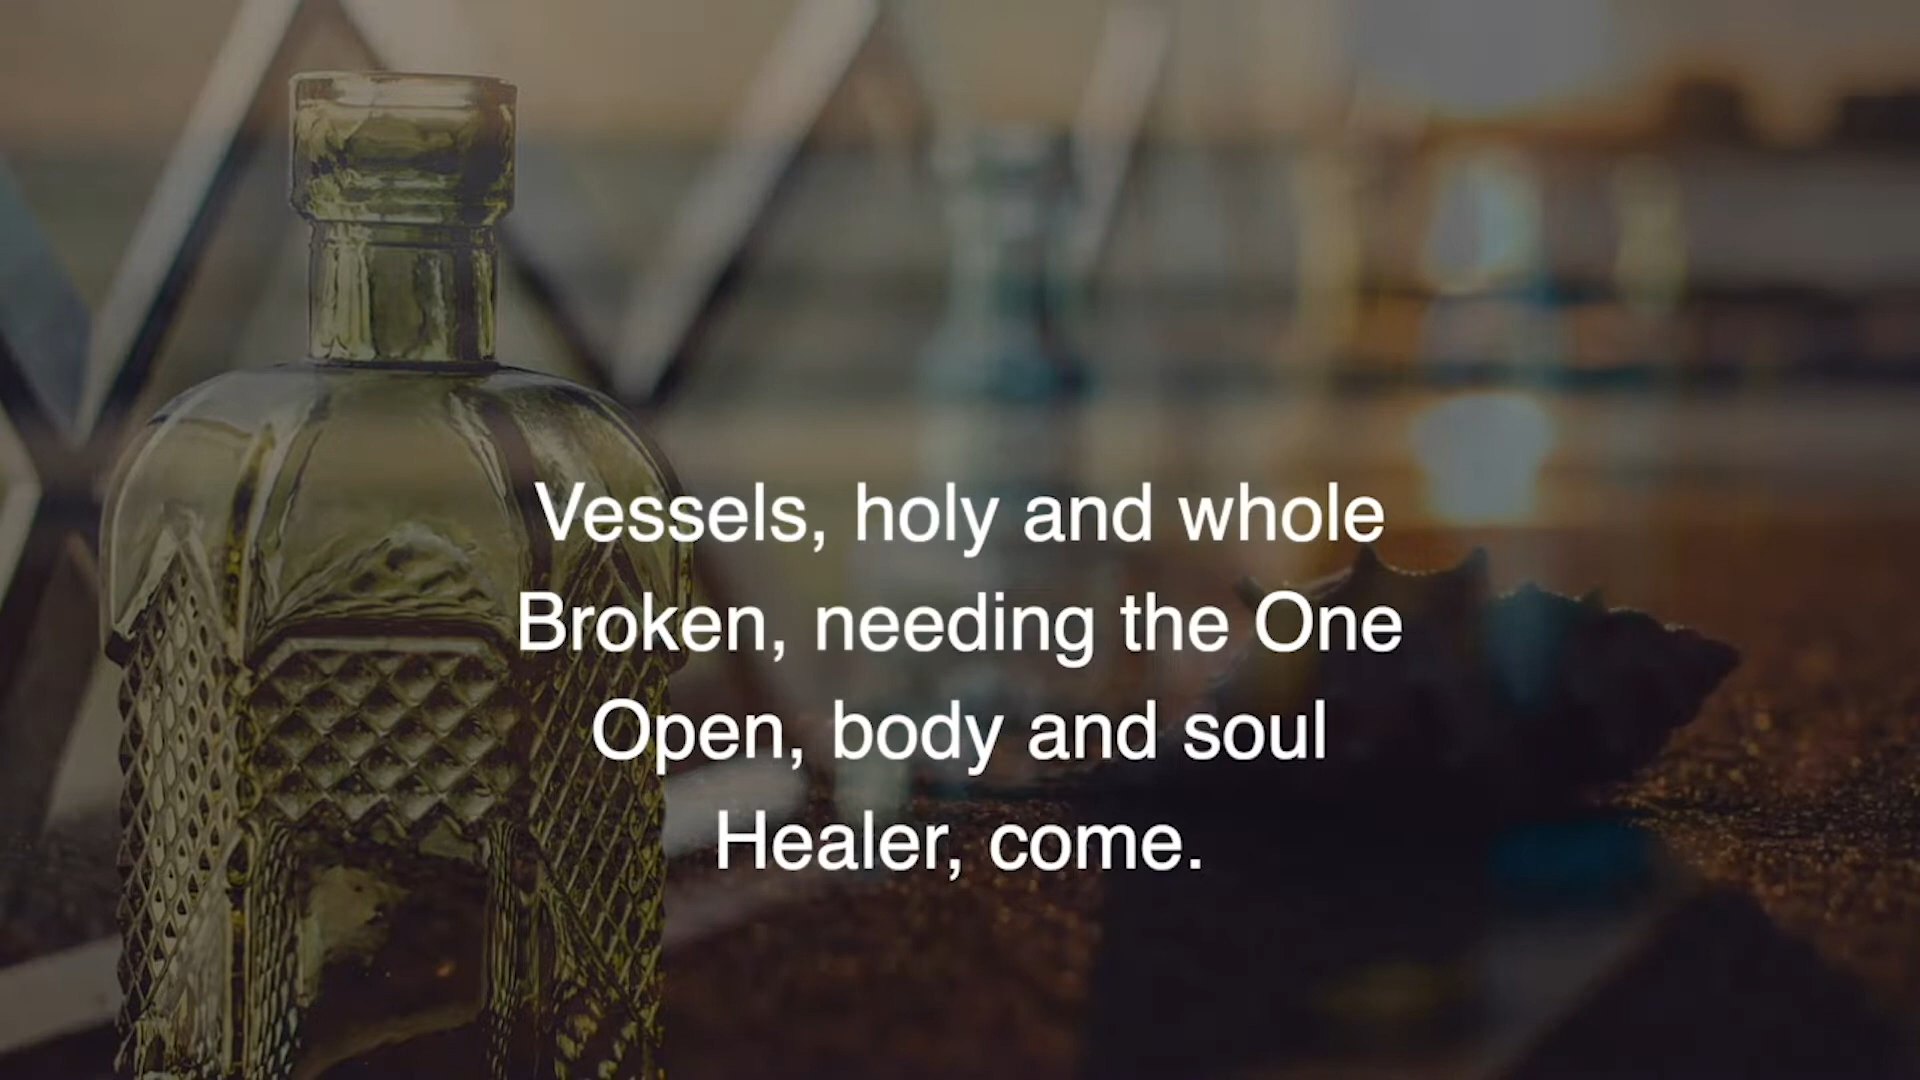 Vessels, holy and whole
Broken, needing the One
Open, body and soul
Healer, come.